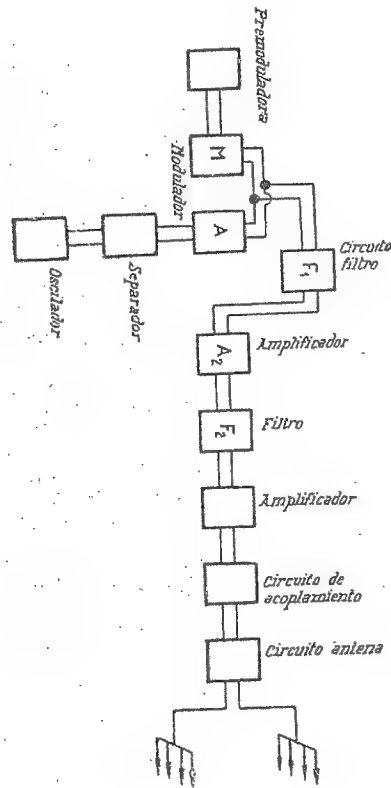 Premoduladora
M
Modulador
A
Separador
Oscilador
F₁
Circuito
filtro
A₂
Amplificador
F₂
Filtro
Amplificador
Circuito de
acoplamiento
Circuito antena